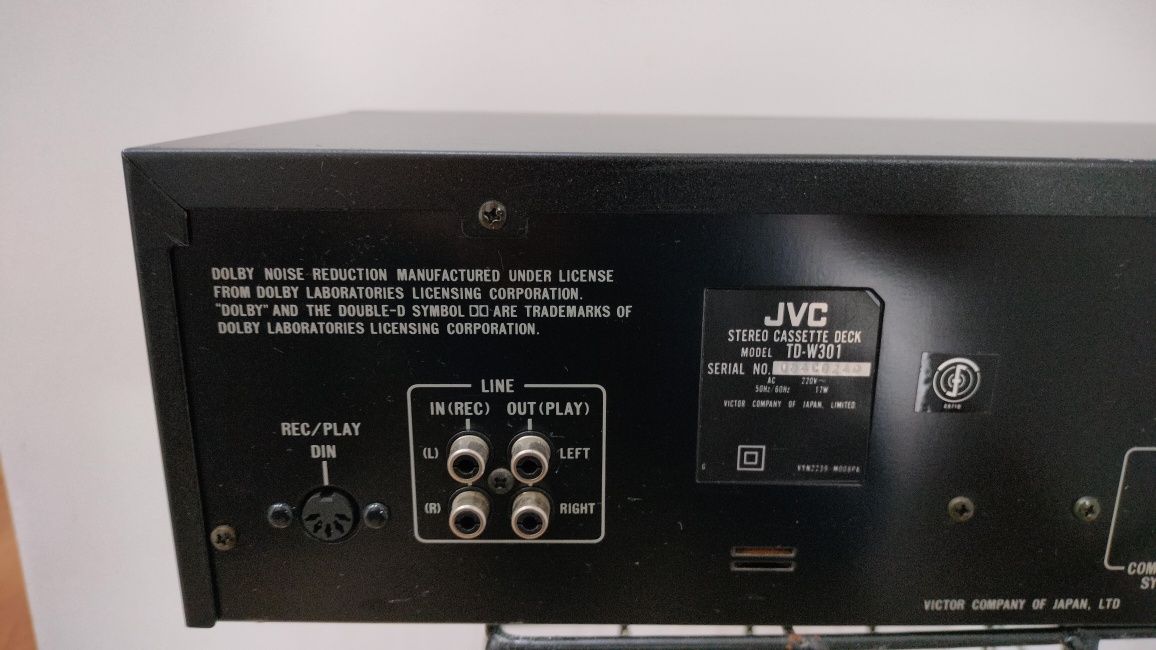 DOLBY NOISE REDUCTION MANUFACTURED UNDER LICENSE
FROM DOLBY LABORATORIES LICENSING CORPORATION.
"DOLBY" AND THE DOUBLE-D SYMBOL ARE TRADEMARKS OF
DOLBY LABORATORIES LICENSING CORPORATION.
REC/PLAY
DIN
LINE
IN(REC) OUT(PLAY)
(L) LEFT
(R) RIGHT
JVC
STEREO CASSETTE DECK
MODEL TD-W301
SERIAL NO.
AC 220V~
50Hz/60Hz 17W
VICTOR COMPANY OF JAPAN, LIMITED
G
COM
SY
VICTOR COMPANY OF JAPAN, LTD